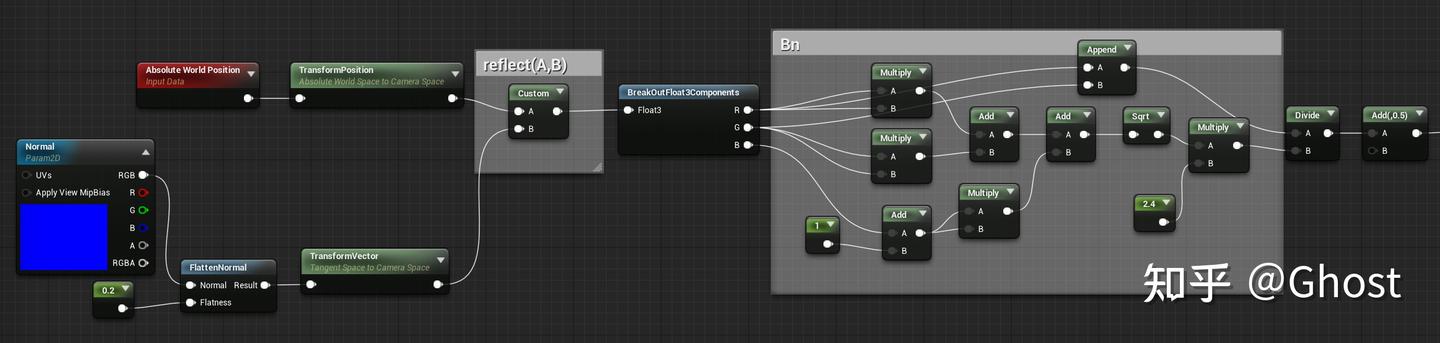 Absolute World Position
Input Data
TransformPosition
Absolute World Space to Camera Space
reflect(A,B)
Custom
A
B
BreakOutFloat3Components
Float3
R
G
B
Bn
Multiply
A
B
Multiply
A
B
1
Add
A
B
Add
A
B
Multiply
A
B
Add
A
B
Append
A
B
Sqrt
2.4
Multiply
A
B
Divide
A
B
Add(,0.5)
A
B
Normal
Param2D
UVs
RGB
Apply View MipBias
R
G
B
A
RGBA
0.2
FlattenNormal
Normal Result
Flatness
TransformVector
Tangent Space to Camera Space
知乎 @Ghost